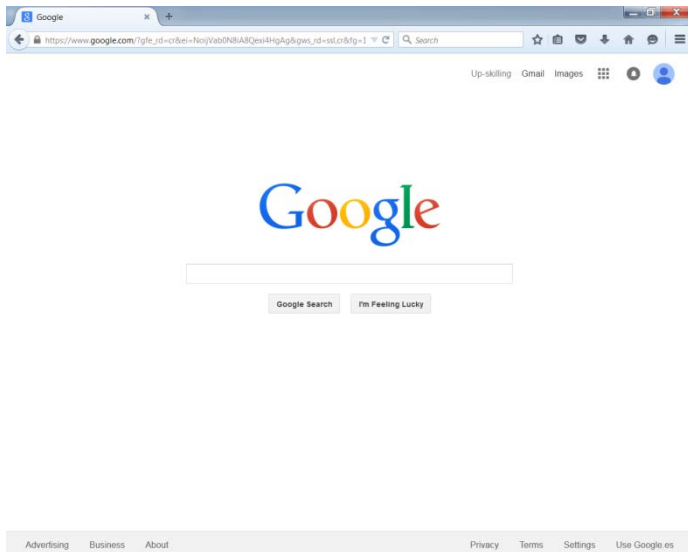 Google
https://www.google.com/?gfe_rd=cr&ei=NoijVab0N8iA8Qexi4HgAg&gws_rd=ssl,cr&fg=1 Search
Up-skilling Gmail Images
Google
Google Search I'm Feeling Lucky
Advertising Business About Privacy Terms Settings Use Google.es